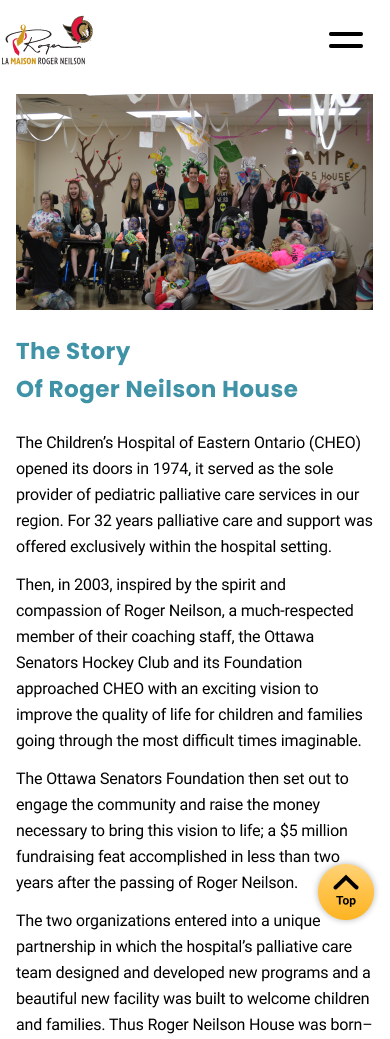 Roger
LA MAISON ROGER NEILSON
AMP
S HOUSE
The Story
Of Roger Neilson House
The Children’s Hospital of Eastern Ontario (CHEO)
opened its doors in 1974, it served as the sole
provider of pediatric palliative care services in our
region. For 32 years palliative care and support was
offered exclusively within the hospital setting.
Then, in 2003, inspired by the spirit and
compassion of Roger Neilson, a much-respected
member of their coaching staff, the Ottawa
Senators Hockey Club and its Foundation
approached CHEO with an exciting vision to
improve the quality of life for children and families
going through the most difficult times imaginable.
The Ottawa Senators Foundation then set out to
engage the community and raise the money
necessary to bring this vision to life; a $5 million
fundraising feat accomplished in less than two
years after the passing of Roger Neilson.
Top
The two organizations entered into a unique
partnership in which the hospital’s palliative care
team designed and developed new programs and a
beautiful new facility was built to welcome children
and families. Thus Roger Neilson House was born–